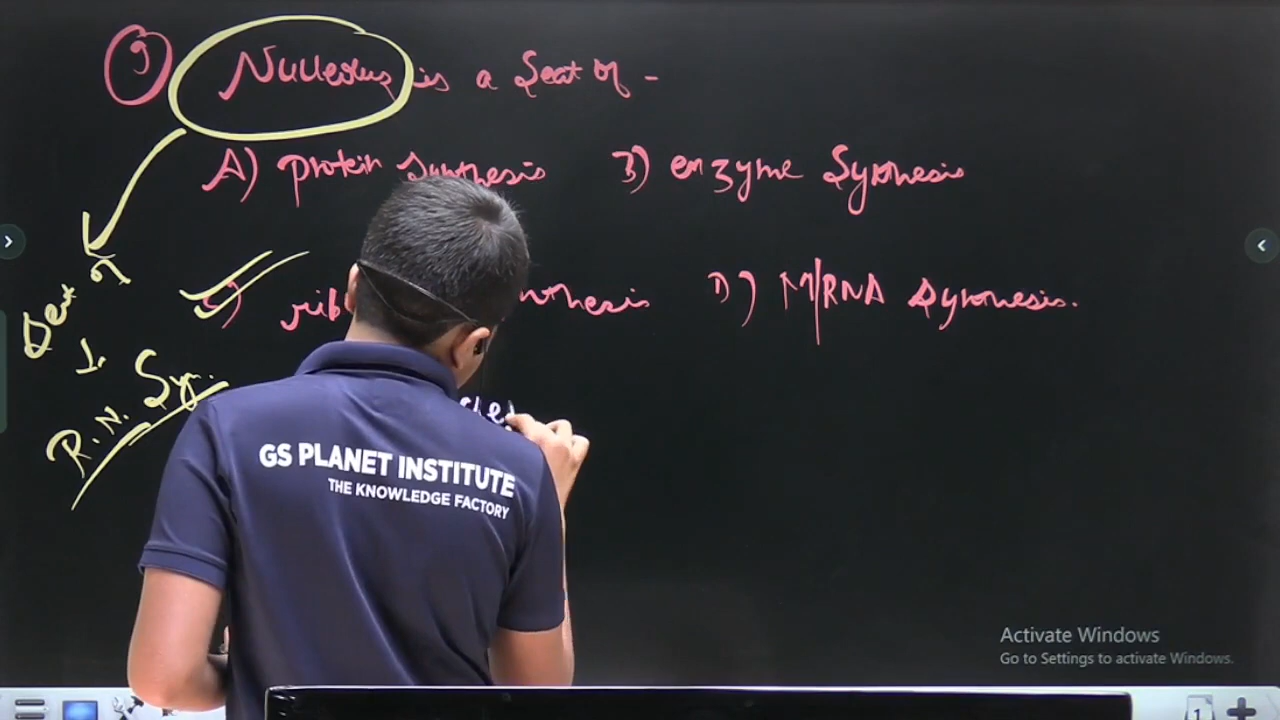 9) Nucleolus is a Seat of -
A) protein Synthesis B) enzyme Synthesis
C) rib nthesis D) M/RNA Synthesis.
Seat of
R.N. Syn.
GS PLANET INSTITUTE
THE KNOWLEDGE FACTORY
Activate Windows
Go to Settings to activate Windows.
1